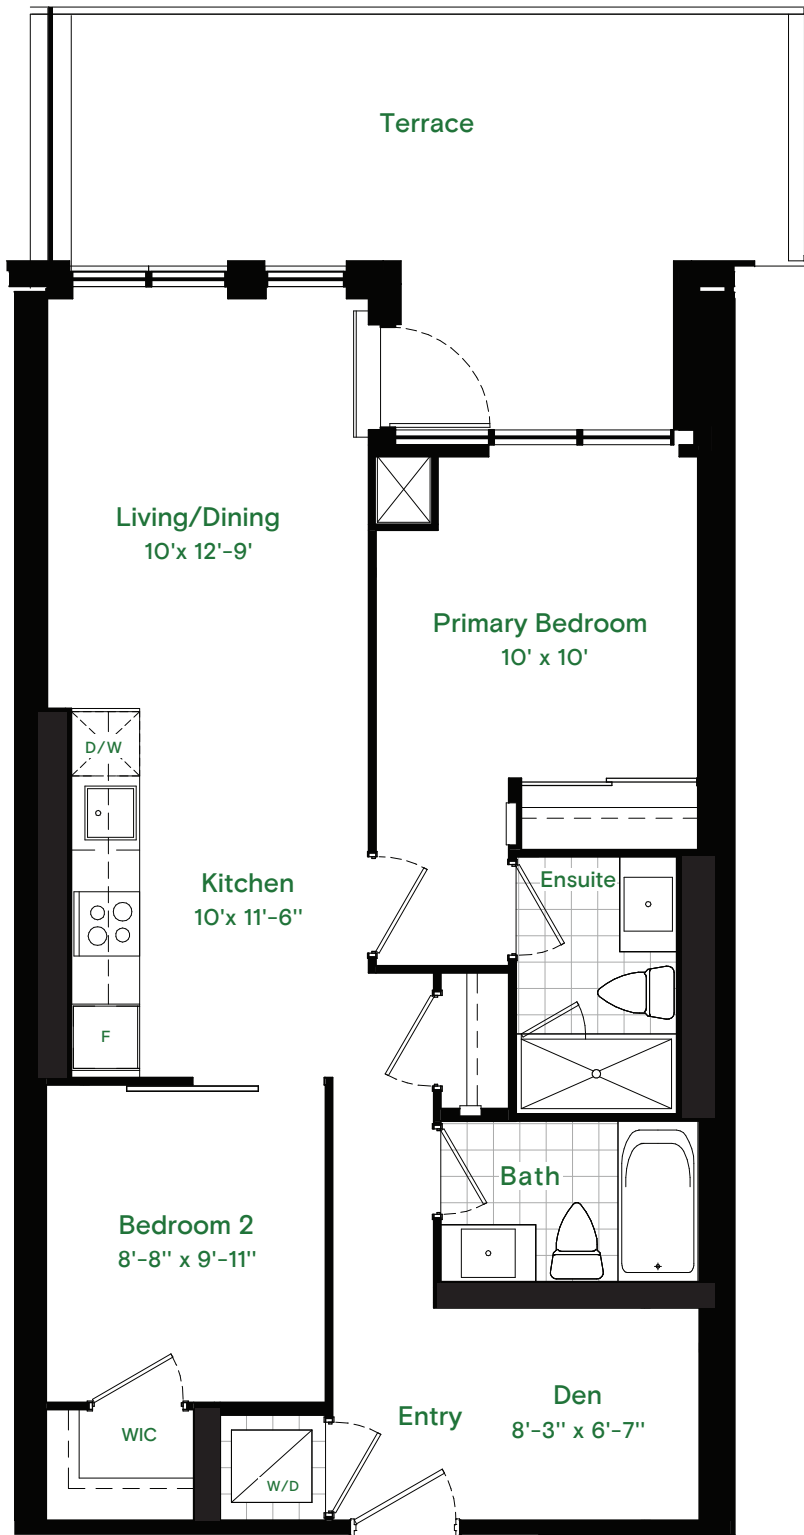 Terrace
Living/Dining
10'x 12'-9'
Primary Bedroom
10' x 10'
D/W
Kitchen
10'x 11'-6"
Ensuite
F
Bath
Bedroom 2
8'-8" x 9'-11"
Den
8'-3" x 6'-7"
Entry
WIC
W/D